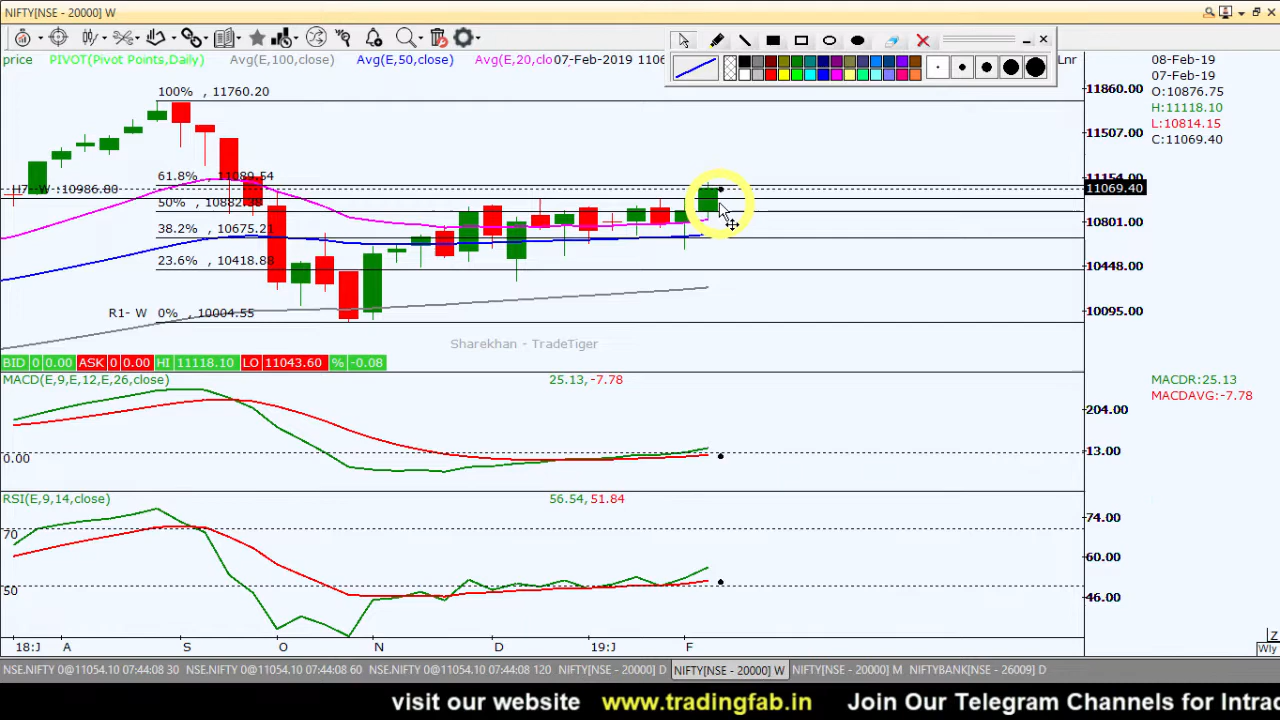 NIFTY[NSE - 20000] W
price PIVOT(Pivot Points,Daily) Avg(E,100,close) Avg(E,50,close) Avg(E,20,clo 07-Feb-2019 1106 Lnr
08-Feb-19
07-Feb-19
O:10876.75
H:11118.10
L:10814.15
C:11069.40
100% , 11760.20
61.8% , 11089.54
H7- W :10986.80
50% , 10882.38
38.2% , 10675.21
23.6% , 10418.88
R1- W 0% , 10004.55
11860.00
11507.00
11154.00
11069.40
10801.00
10448.00
10095.00
Sharekhan - TradeTiger
BID 0 0.00 ASK 0 0.00 HI 11118.10 LO 11043.60 % -0.08
MACD(E,9,E,12,E,26,close) 25.13, -7.78
MACDR:25.13
MACDAVG:-7.78
204.00
13.00
0.00
RSI(E,9,14,close) 56.54, 51.84
70
50
74.00
60.00
46.00
18:J A S O N D 19:J F
Z
Wly
NSE.NIFTY 0@11054.10 07:44:08 30 NSE.NIFTY 0@11054.10 07:44:08 60 NSE.NIFTY 0@11054.10 07:44:08 120 NIFTY[NSE - 20000] D NIFTY[NSE - 20000] W NIFTY[NSE - 20000] M NIFTYBANK[NSE - 26009] D
visit our website www.tradingfab.in Join Our Telegram Channels for Intrac